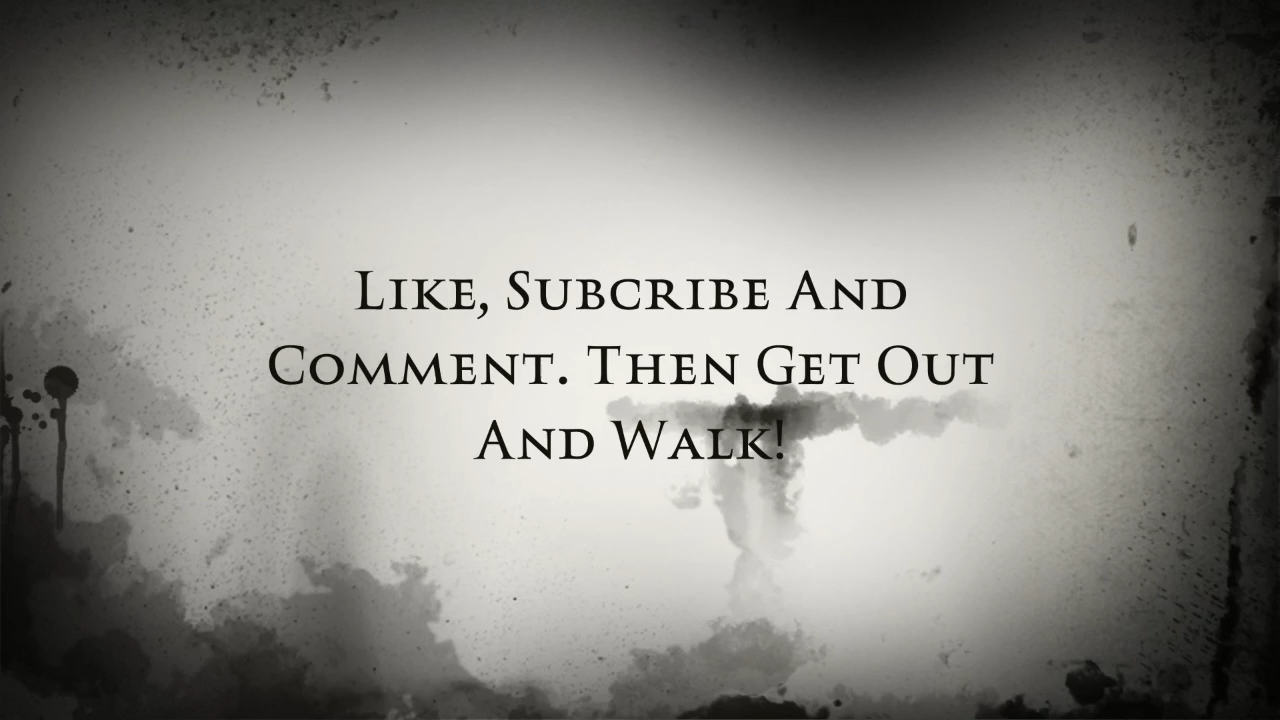 Like, Subcribe And
Comment. Then Get Out
And Walk!